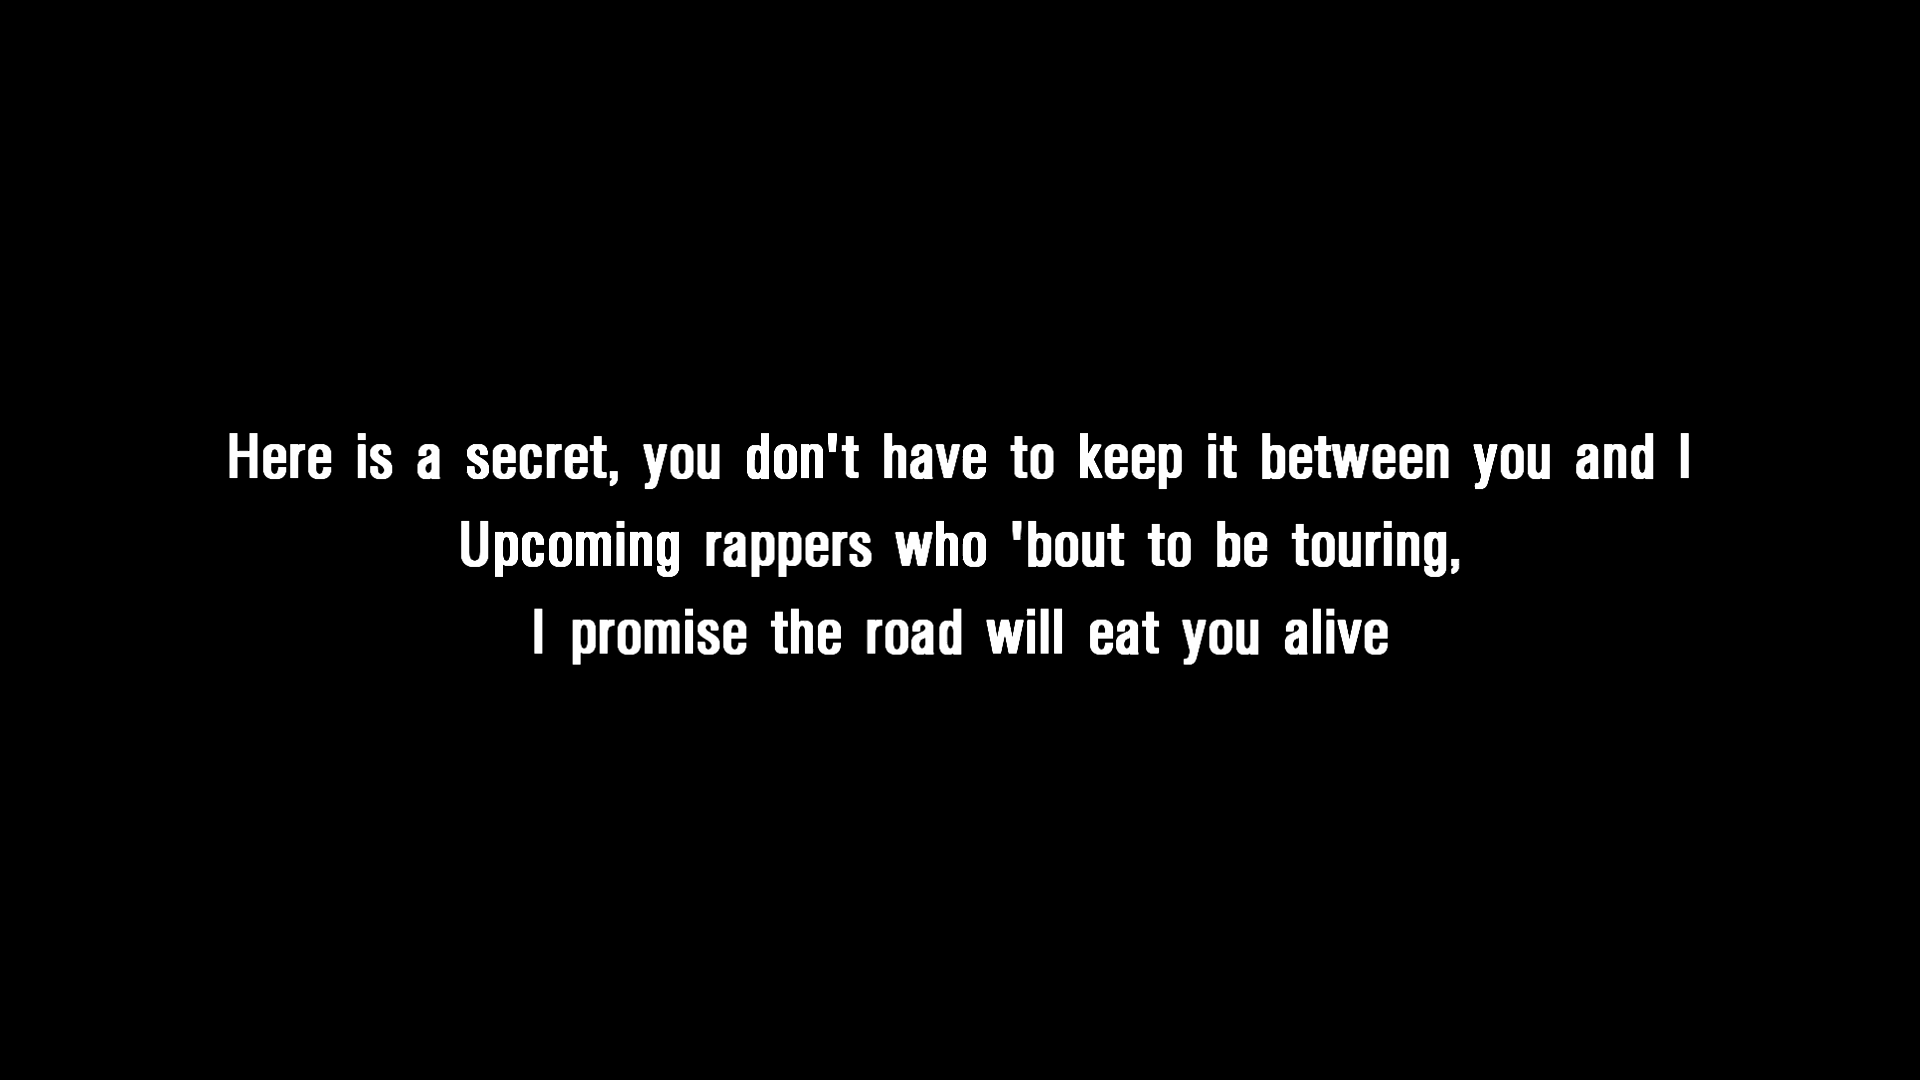 Here is a secret, you don't have to keep it between you and I
Upcoming rappers who 'bout to be touring,
I promise the road will eat you alive